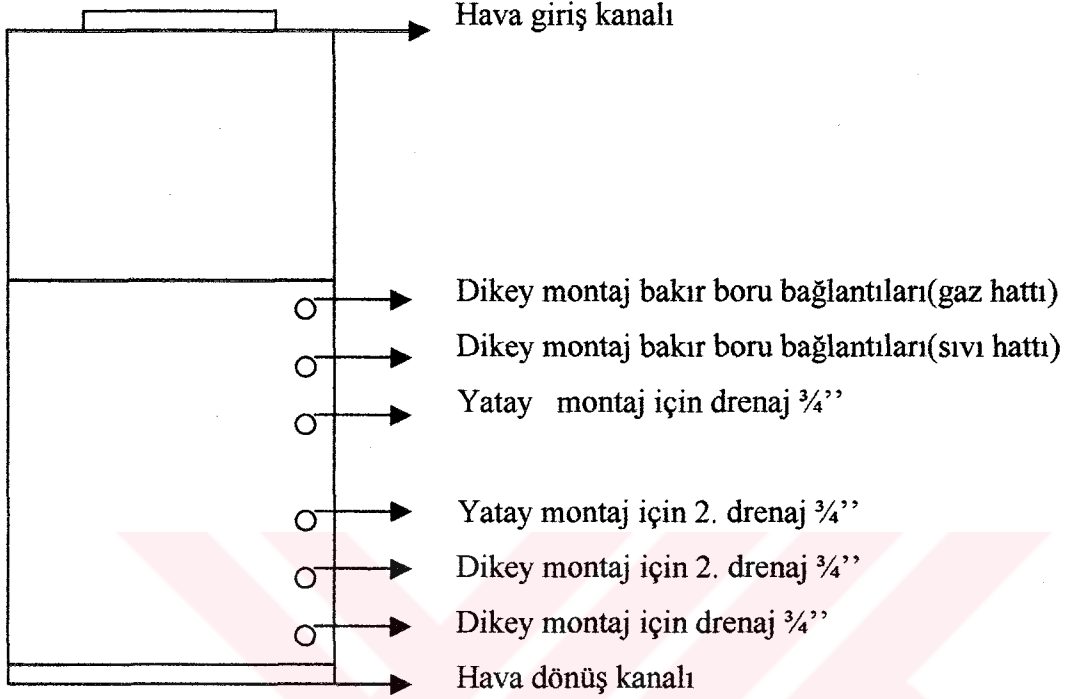 Hava giriş kanalı
Dikey montaj bakır boru bağlantıları(gaz hattı)
Dikey montaj bakır boru bağlantıları(sıvı hattı)
Yatay montaj için drenaj ¾’’
Yatay montaj için 2. drenaj ¾’’
Dikey montaj için 2. drenaj ¾’’
Dikey montaj için drenaj ¾’’
Hava dönüş kanalı